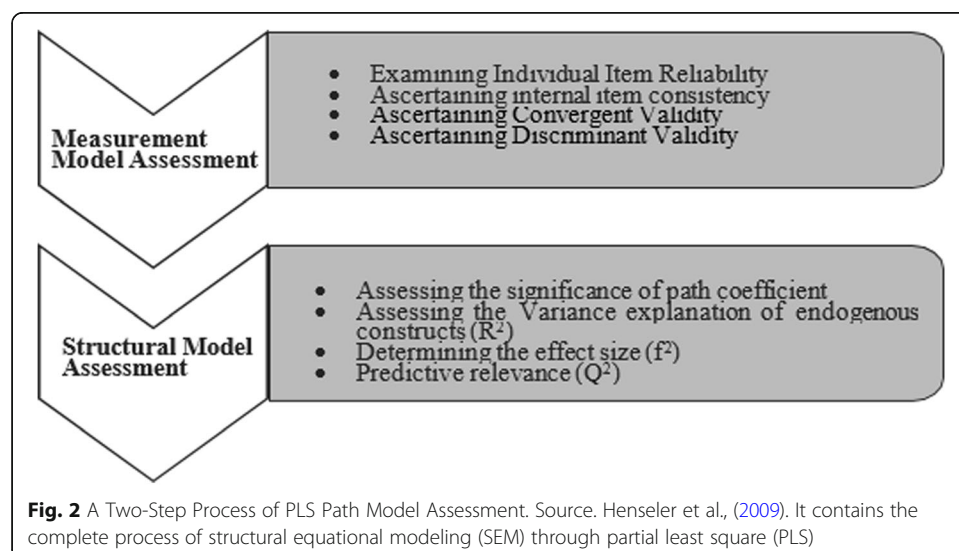 Measurement
Model Assessment
• Examining Individual Item Reliability
• Ascertaining internal item consistency
• Ascertaining Convergent Validity
• Ascertaining Discriminant Validity
Structural Model
Assessment
• Assessing the significance of path coefficient
• Assessing the Variance explanation of endogenous
constructs (R²)
• Determining the effect size (f²)
• Predictive relevance (Q²)
Fig. 2 A Two-Step Process of PLS Path Model Assessment. Source. Henseler et al., (2009). It contains the
complete process of structural equational modeling (SEM) through partial least square (PLS)